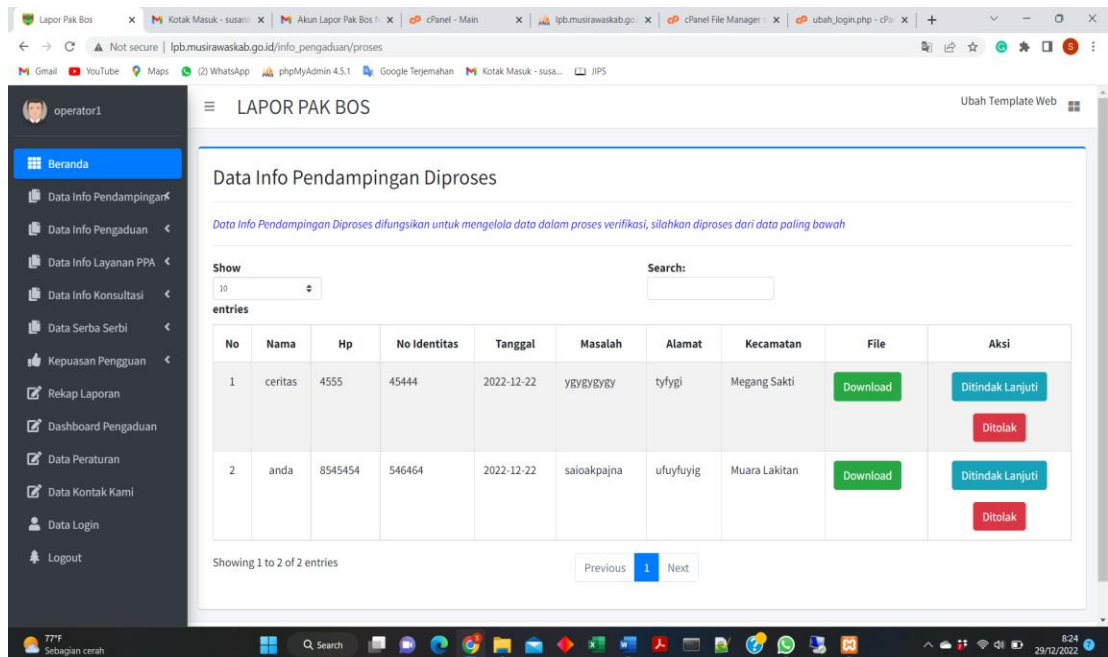 Lapor Pak Bos
Kotak Masuk - susant
Akun Lapor Pak Bos
cPanel - Main
lpb.musirawaskab.go
cPanel File Manager
ubah_login.php - cPa
Not secure | lpb.musirawaskab.go.id/info_pengaduan/proses
Gmail YouTube Maps (2) WhatsApp phpMyAdmin 4.5.1 Google Terjemahan Kotak Masuk - susa... JIPS
operator1
LAPOR PAK BOS
Ubah Template Web
Beranda
Data Info Pendampingan
Data Info Pengaduan
Data Info Layanan PPA
Data Info Konsultasi
Data Serba Serbi
Kepuasan Pengguan
Rekap Laporan
Dashboard Pengaduan
Data Peraturan
Data Kontak Kami
Data Login
Logout
Data Info Pendampingan Diproses
Data Info Pendampingan Diproses difungsikan untuk mengelola data dalam proses verifikasi, silahkan diproses dari data paling bawah
Show
10
entries
Search:
No Nama Hp No Identitas Tanggal Masalah Alamat Kecamatan File Aksi
1 ceritas 4555 45444 2022-12-22 ygygygygy tyfygi Megang Sakti Download Ditindak Lanjuti
Ditolak
2 anda 8545454 546464 2022-12-22 saioakpajna ufuyfuyig Muara Lakitan Download Ditindak Lanjuti
Ditolak
Showing 1 to 2 of 2 entries
Previous 1 Next
77°F
Sebagian cerah
Search
8:24
29/12/2022